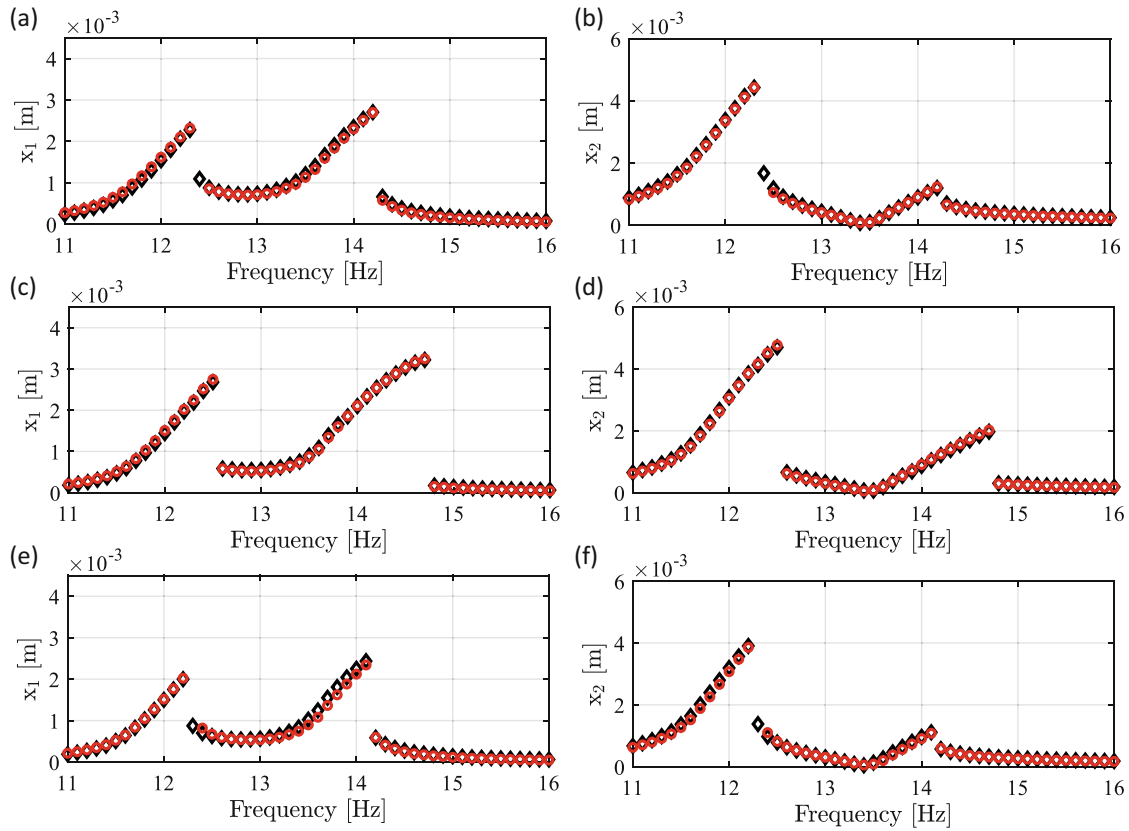 (a)
×10⁻³
4
3
2
1
0
x₁ [m]
11 12 13 14 15 16
Frequency [Hz]
(b)
×10⁻³
6
4
2
0
x₂ [m]
11 12 13 14 15 16
Frequency [Hz]
(c)
×10⁻³
4
3
2
1
0
x₁ [m]
11 12 13 14 15 16
Frequency [Hz]
(d)
×10⁻³
6
4
2
0
x₂ [m]
11 12 13 14 15 16
Frequency [Hz]
(e)
×10⁻³
4
3
2
1
0
x₁ [m]
11 12 13 14 15 16
Frequency [Hz]
(f)
×10⁻³
6
4
2
0
x₂ [m]
11 12 13 14 15 16
Frequency [Hz]